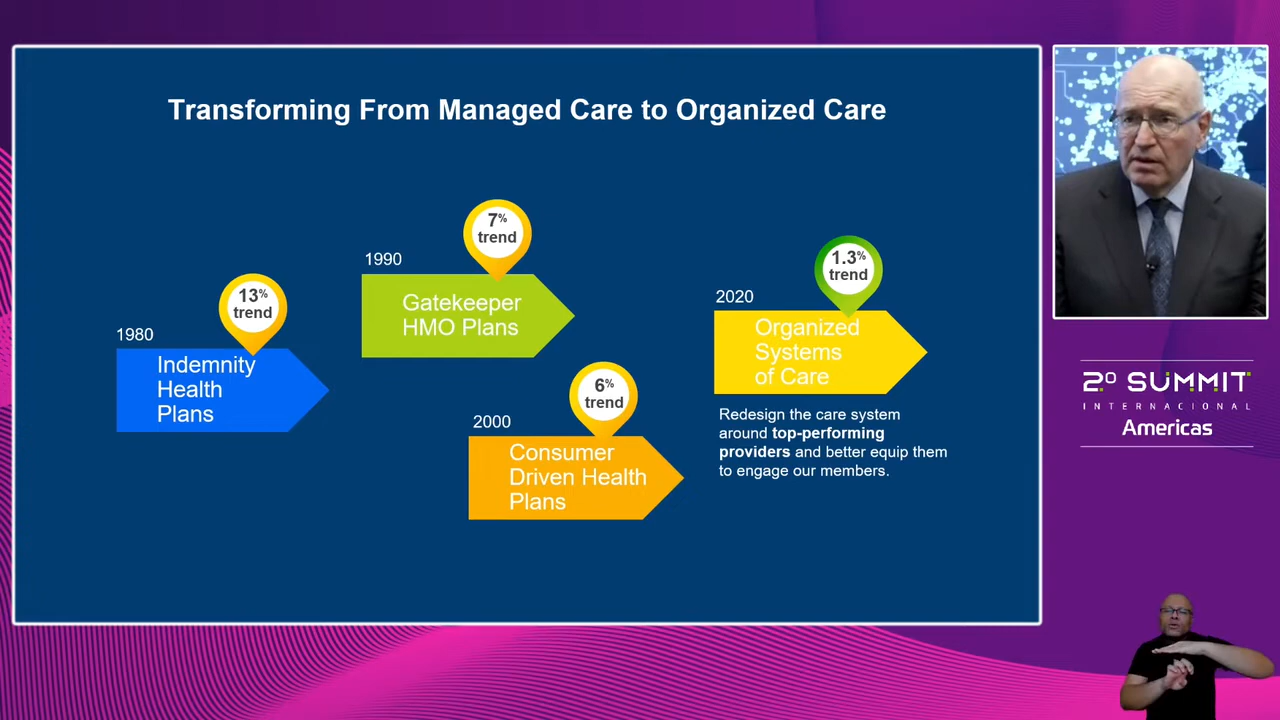 Transforming From Managed Care to Organized Care
1980
13%
trend
Indemnity
Health
Plans
1990
7%
trend
Gatekeeper
HMO Plans
2000
6%
trend
Consumer
Driven Health
Plans
2020
1.3%
trend
Organized
Systems
of Care
Redesign the care system
around top-performing
providers and better equip them
to engage our members.
2º SUMMIT
INTERNACIONAL
Americas